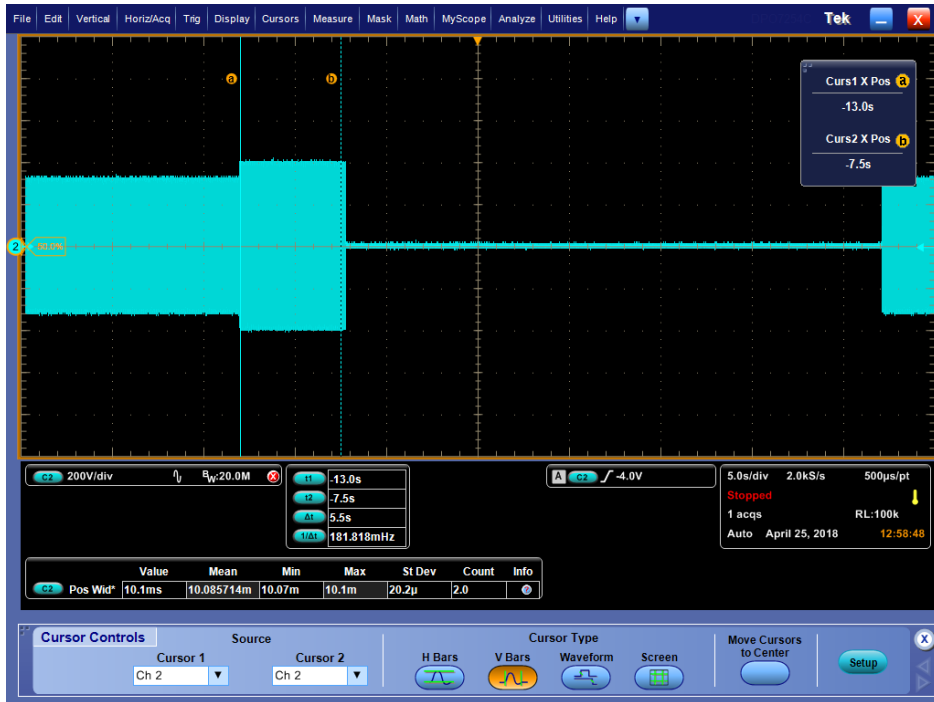 File Edit Vertical Horiz/Acq Trig Display Cursors Measure Mask Math MyScope Analyze Utilities Help Tek X
a b
Curs1 X Pos a
-13.0s
Curs2 X Pos b
-7.5s
2 50.0%
C2 200V/div BW:20.0M
t1 -13.0s
t2 -7.5s
Δt 5.5s
1/Δt 181.818mHz
A C2 -4.0V
5.0s/div 2.0kS/s 500µs/pt
Stopped
1 acqs RL:100k
Auto April 25, 2018 12:58:48
Value Mean Min Max St Dev Count Info
C2 Pos Wid* 10.1ms 10.085714m 10.07m 10.1m 20.2µ 2.0
Cursor Controls Source Cursor Type Move Cursors to Center X
Cursor 1 Cursor 2 H Bars V Bars Waveform Screen Setup
Ch 2 Ch 2